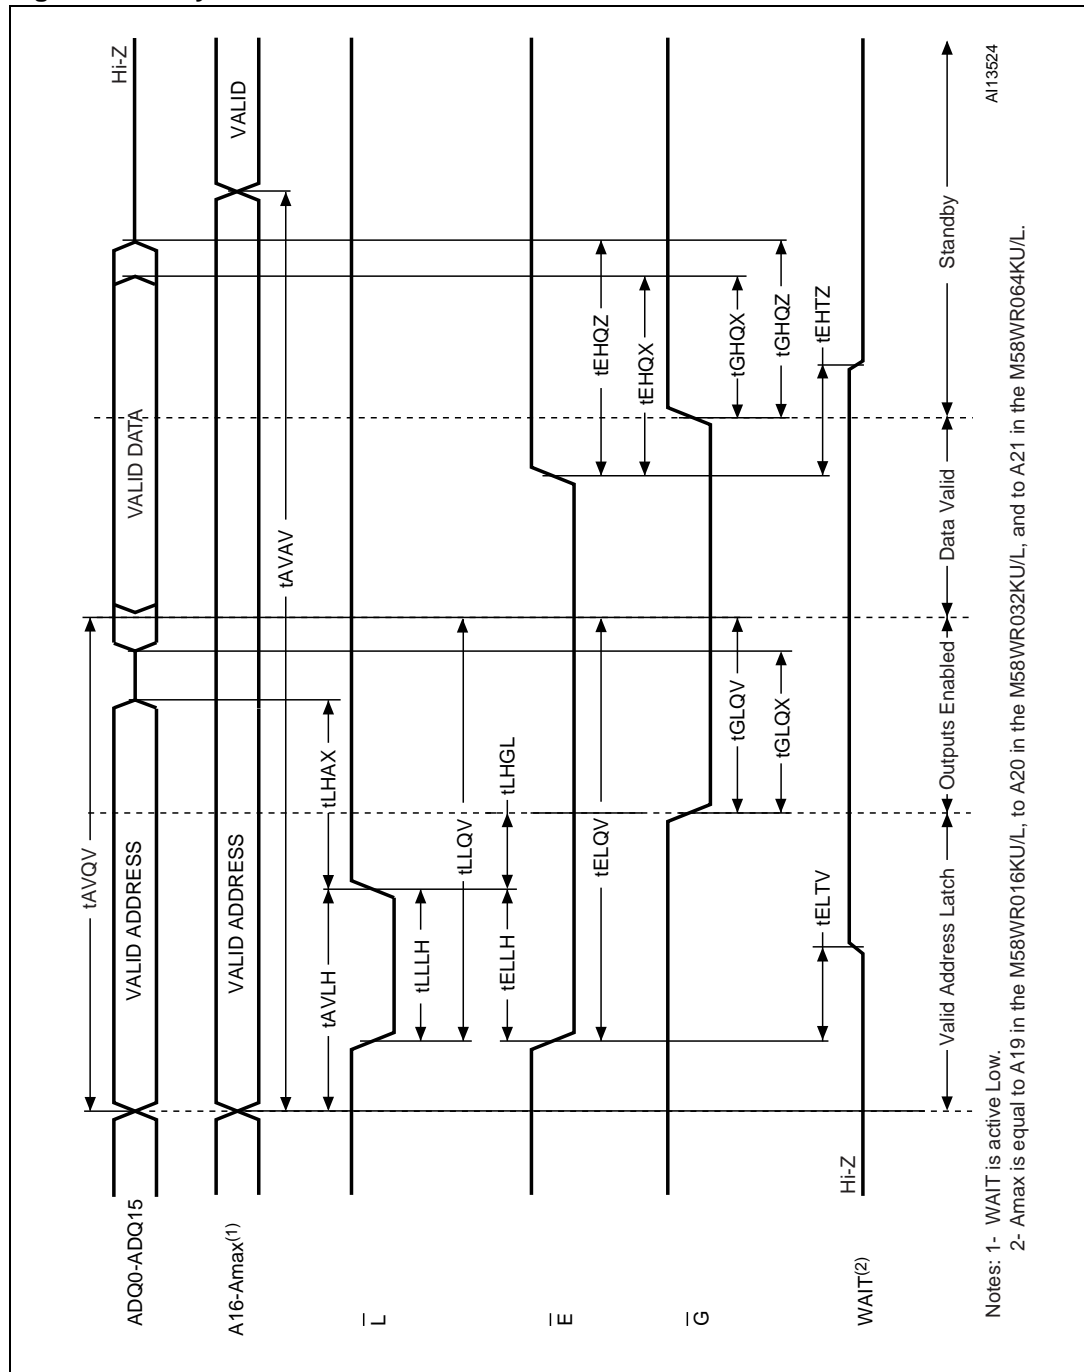 ADQ0-ADQ15
VALID ADDRESS
VALID DATA
Hi-Z
tAVQV
A16-Amax(1)
VALID ADDRESS
VALID
tAVAV
L
tAVLH
tLHAX
tLLLH
tLLQV
tELLH
tLHGL
E
tELQV
tEHQZ
tEHQX
G
tGLQV
tGLQX
tGHQX
tGHQZ
tELTV
tEHTZ
WAIT(2)
Hi-Z
Valid Address Latch
Outputs Enabled
Data Valid
Standby
Notes: 1- WAIT is active Low.
2- Amax is equal to A19 in the M58WR016KU/L, to A20 in the M58WR032KU/L, and to A21 in the M58WR064KU/L.
AI13524